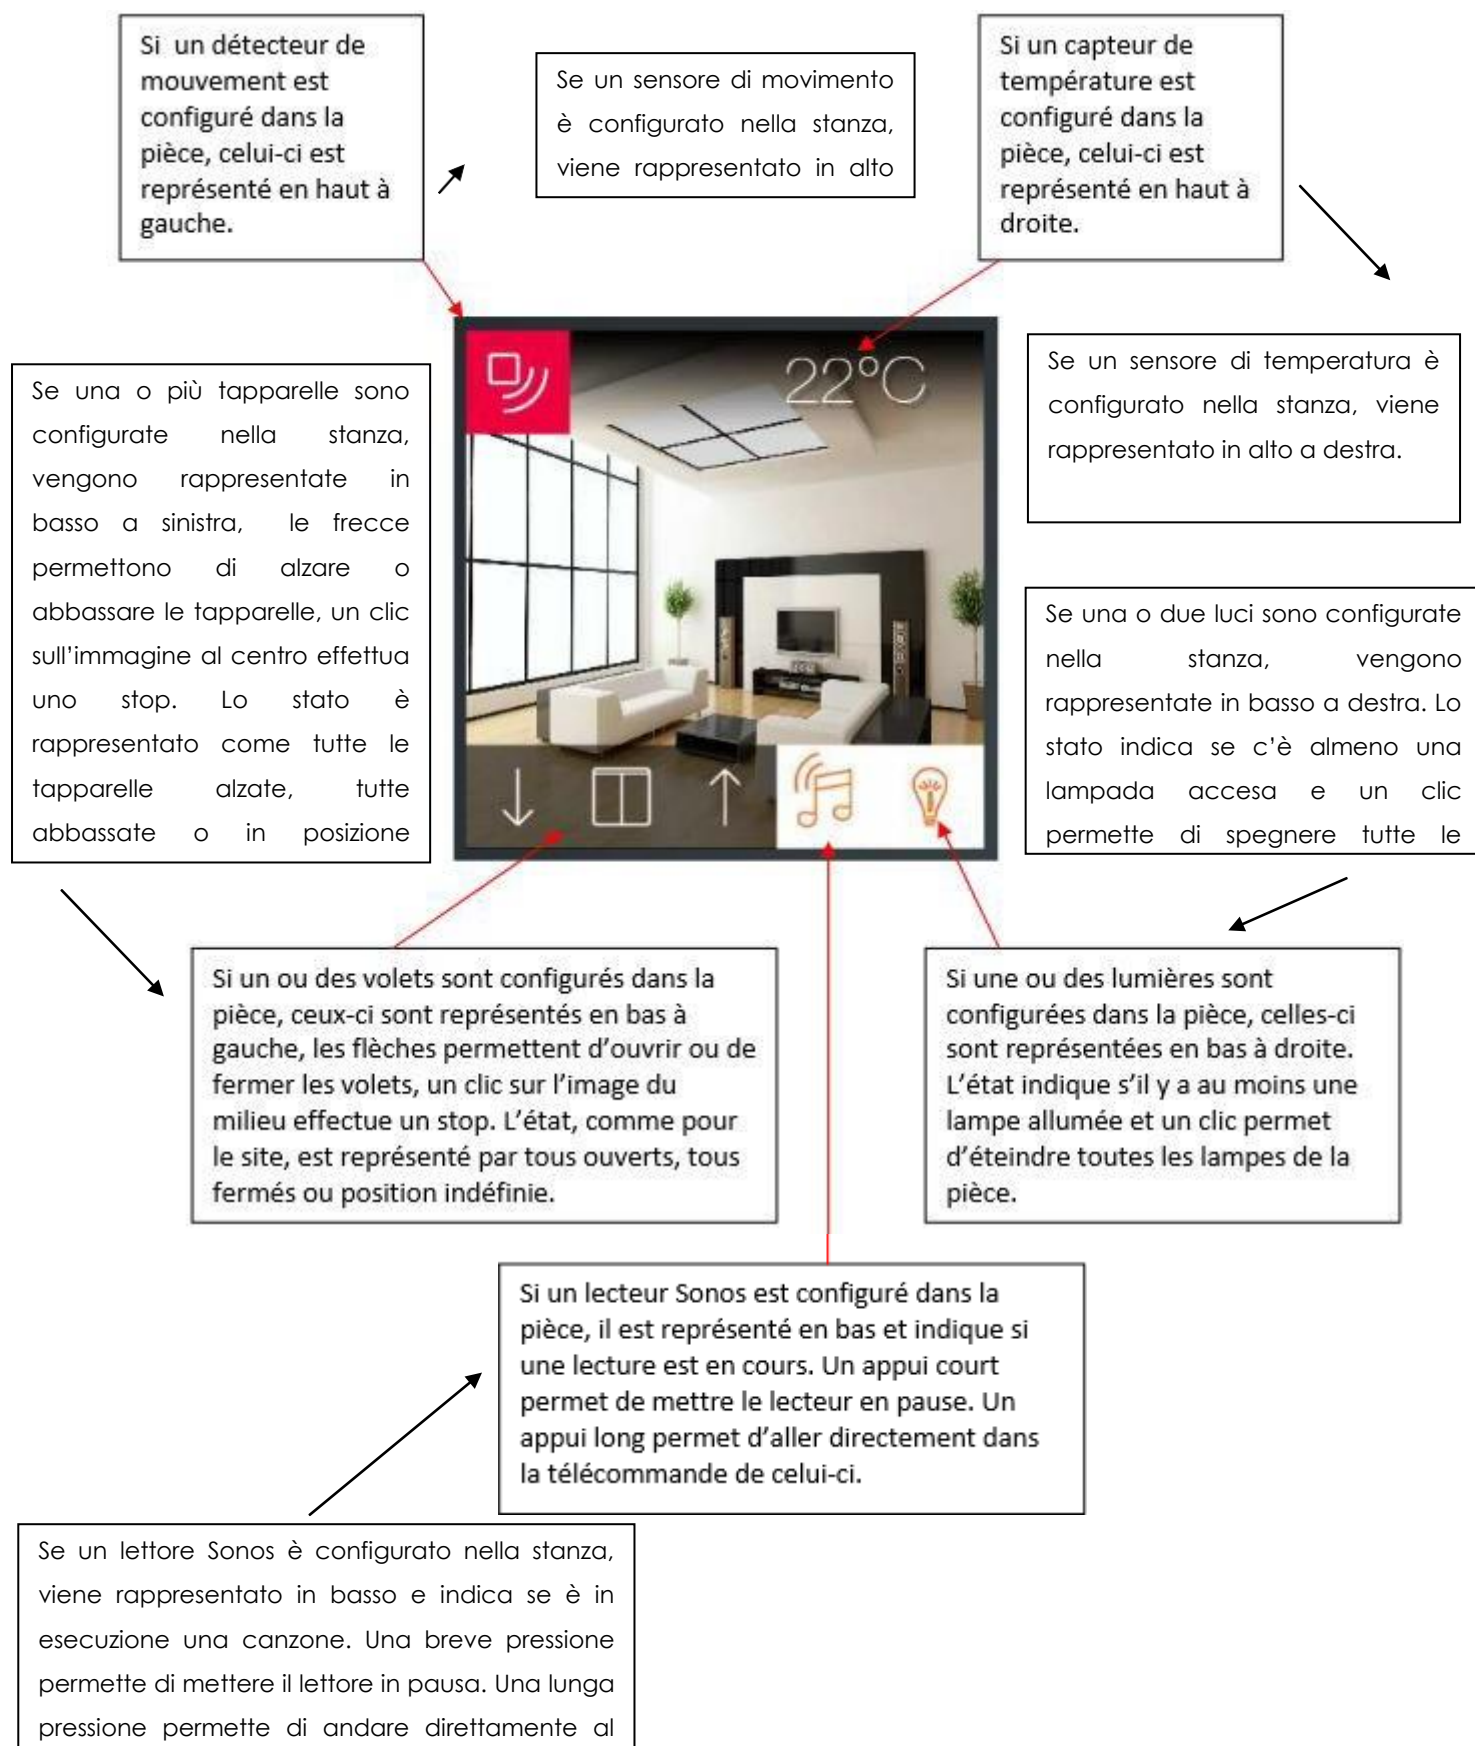 Si un détecteur de
mouvement est
configuré dans la
pièce, celui-ci est
représenté en haut à
gauche.
Se un sensore di movimento
è configurato nella stanza,
viene rappresentato in alto
Si un capteur de
température est
configuré dans la
pièce, celui-ci est
représenté en haut à
droite.
22°C
Se un sensore di temperatura è
configurato nella stanza, viene
rappresentato in alto a destra.
Se una o più tapparelle sono
configurate nella stanza,
vengono rappresentate in
basso a sinistra, le frecce
permettono di alzare o
abbassare le tapparelle, un clic
sull'immagine al centro effettua
uno stop. Lo stato è
rappresentato come tutte le
tapparelle alzate, tutte
abbassate o in posizione
Se una o due luci sono configurate
nella stanza, vengono
rappresentate in basso a destra. Lo
stato indica se c'è almeno una
lampada accesa e un clic
permette di spegnere tutte le
Si un ou des volets sont configurés dans la
pièce, ceux-ci sont représentés en bas à
gauche, les flèches permettent d'ouvrir ou de
fermer les volets, un clic sur l'image du
milieu effectue un stop. L'état, comme pour
le site, est représenté par tous ouverts, tous
fermés ou position indéfinie.
Si une ou des lumières sont
configurées dans la pièce, celles-ci
sont représentées en bas à droite.
L'état indique s'il y a au moins une
lampe allumée et un clic permet
d'éteindre toutes les lampes de la
pièce.
Si un lecteur Sonos est configuré dans la
pièce, il est représenté en bas et indique si
une lecture est en cours. Un appui court
permet de mettre le lecteur en pause. Un
appui long permet d'aller directement dans
la télécommande de celui-ci.
Se un lettore Sonos è configurato nella stanza,
viene rappresentato in basso e indica se è in
esecuzione una canzone. Una breve pressione
permette di mettere il lettore in pausa. Una lunga
pressione permette di andare direttamente al